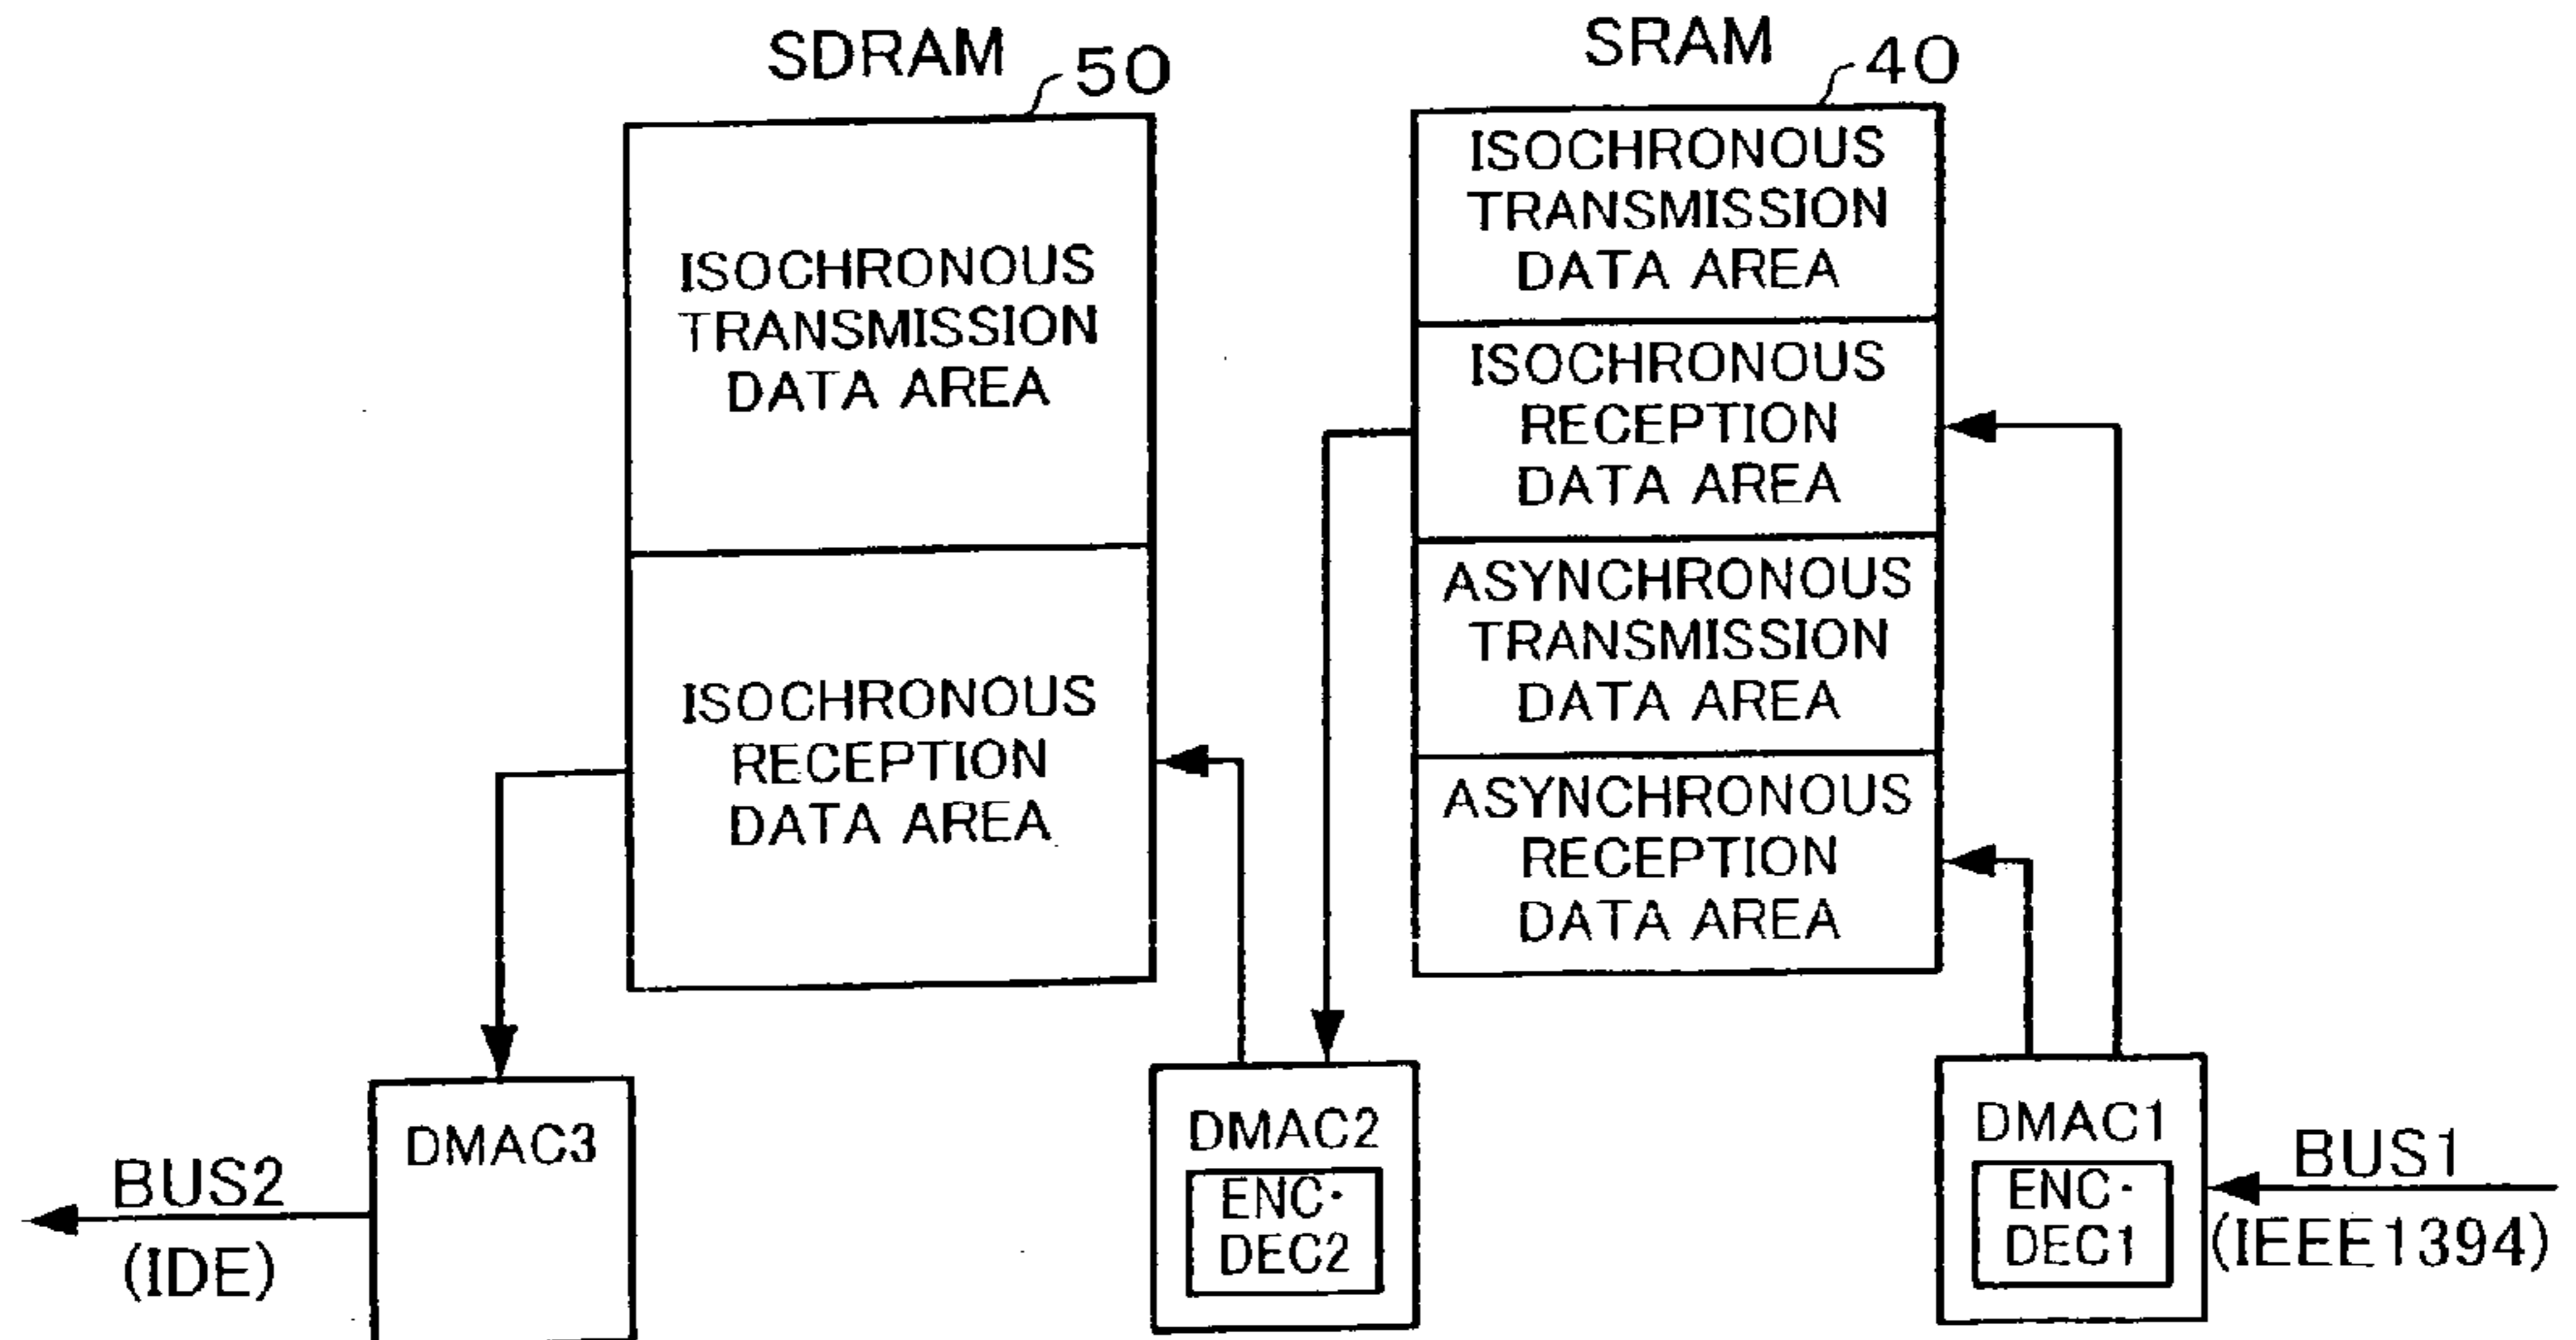 SDRAM
50
ISOCHRONOUS
TRANSMISSION
DATA AREA
ISOCHRONOUS
RECEPTION
DATA AREA
SRAM
40
ISOCHRONOUS
TRANSMISSION
DATA AREA
ISOCHRONOUS
RECEPTION
DATA AREA
ASYNCHRONOUS
TRANSMISSION
DATA AREA
ASYNCHRONOUS
RECEPTION
DATA AREA
BUS2
(IDE)
DMAC3
DMAC2
ENC·
DEC2
DMAC1
ENC·
DEC1
BUS1
(IEEE1394)